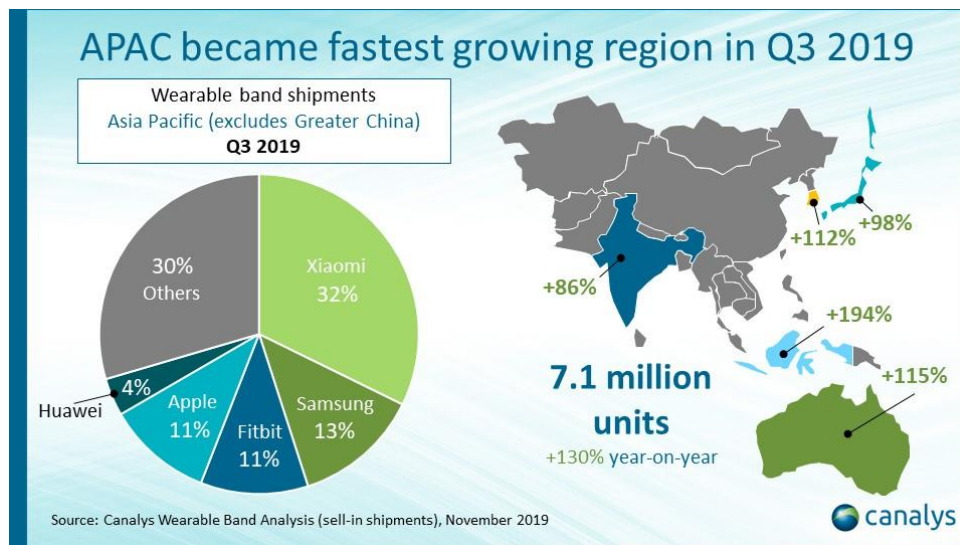 APAC became fastest growing region in Q3 2019
Wearable band shipments
Asia Pacific (excludes Greater China)
Q3 2019
30%
Others
Xiaomi
32%
4%
Huawei
Apple
11%
Fitbit
11%
Samsung
13%
+112%
+98%
+86%
+194%
+115%
7.1 million
units
+130% year-on-year
Source: Canalys Wearable Band Analysis (sell-in shipments), November 2019
canalys